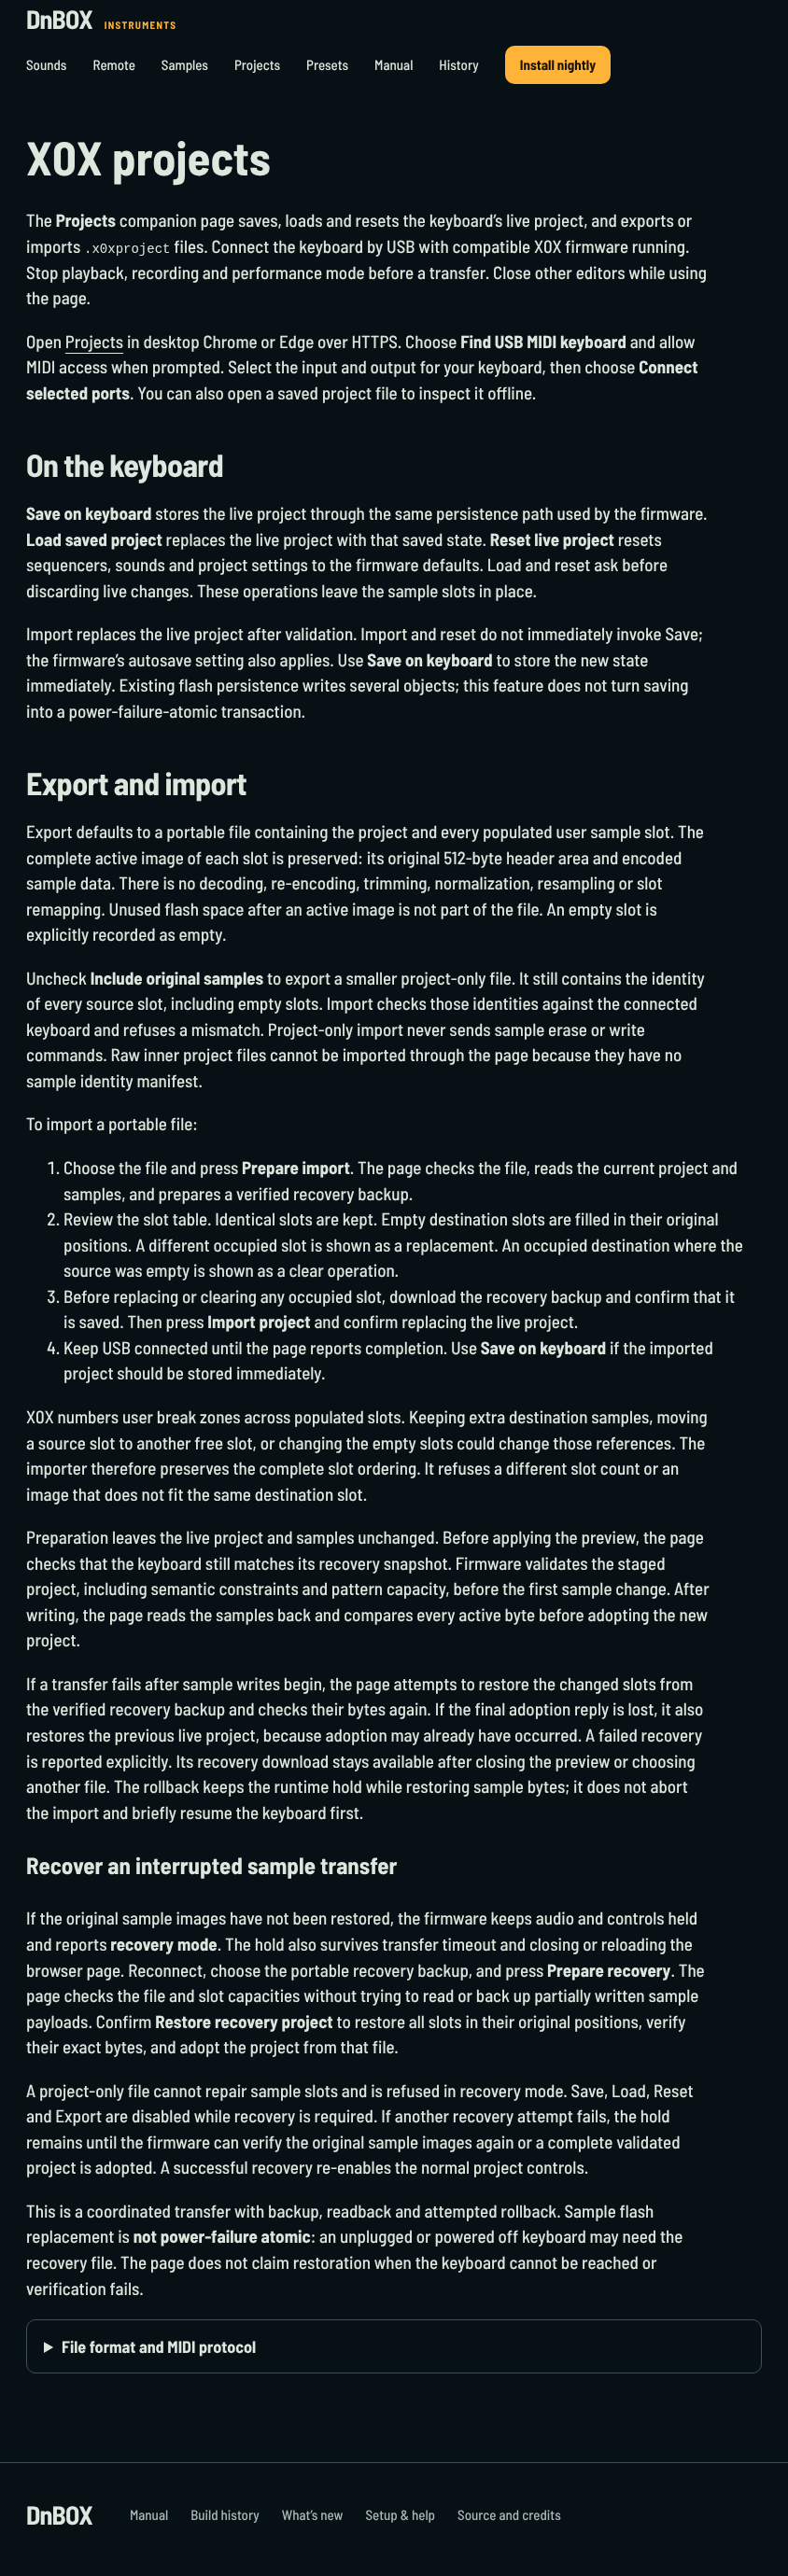 DnBOX INSTRUMENTS
Sounds Remote Samples Projects Presets Manual History Install nightly
X0X projects
The Projects companion page saves, loads and resets the keyboard’s live project, and exports or
imports .x0xproject files. Connect the keyboard by USB with compatible X0X firmware running.
Stop playback, recording and performance mode before a transfer. Close other editors while using
the page.
Open Projects in desktop Chrome or Edge over HTTPS. Choose Find USB MIDI keyboard and allow
MIDI access when prompted. Select the input and output for your keyboard, then choose Connect
selected ports. You can also open a saved project file to inspect it offline.
On the keyboard
Save on keyboard stores the live project through the same persistence path used by the firmware.
Load saved project replaces the live project with that saved state. Reset live project resets
sequencers, sounds and project settings to the firmware defaults. Load and reset ask before
discarding live changes. These operations leave the sample slots in place.
Import replaces the live project after validation. Import and reset do not immediately invoke Save;
the firmware’s autosave setting also applies. Use Save on keyboard to store the new state
immediately. Existing flash persistence writes several objects; this feature does not turn saving
into a power-failure-atomic transaction.
Export and import
Export defaults to a portable file containing the project and every populated user sample slot. The
complete active image of each slot is preserved: its original 512-byte header area and encoded
sample data. There is no decoding, re-encoding, trimming, normalization, resampling or slot
remapping. Unused flash space after an active image is not part of the file. An empty slot is
explicitly recorded as empty.
Uncheck Include original samples to export a smaller project-only file. It still contains the identity
of every source slot, including empty slots. Import checks those identities against the connected
keyboard and refuses a mismatch. Project-only import never sends sample erase or write
commands. Raw inner project files cannot be imported through the page because they have no
sample identity manifest.
To import a portable file:
1. Choose the file and press Prepare import. The page checks the file, reads the current project and
samples, and prepares a verified recovery backup.
2. Review the slot table. Identical slots are kept. Empty destination slots are filled in their original
positions. A different occupied slot is shown as a replacement. An occupied destination where the
source was empty is shown as a clear operation.
3. Before replacing or clearing any occupied slot, download the recovery backup and confirm that it
is saved. Then press Import project and confirm replacing the live project.
4. Keep USB connected until the page reports completion. Use Save on keyboard if the imported
project should be stored immediately.
X0X numbers user break zones across populated slots. Keeping extra destination samples, moving
a source slot to another free slot, or changing the empty slots could change those references. The
importer therefore preserves the complete slot ordering. It refuses a different slot count or an
image that does not fit the same destination slot.
Preparation leaves the live project and samples unchanged. Before applying the preview, the page
checks that the keyboard still matches its recovery snapshot. Firmware validates the staged
project, including semantic constraints and pattern capacity, before the first sample change. After
writing, the page reads the samples back and compares every active byte before adopting the new
project.
If a transfer fails after sample writes begin, the page attempts to restore the changed slots from
the verified recovery backup and checks their bytes again. If the final adoption reply is lost, it also
restores the previous live project, because adoption may already have occurred. A failed recovery
is reported explicitly. Its recovery download stays available after closing the preview or choosing
another file. The rollback keeps the runtime hold while restoring sample bytes; it does not abort
the import and briefly resume the keyboard first.
Recover an interrupted sample transfer
If the original sample images have not been restored, the firmware keeps audio and controls held
and reports recovery mode. The hold also survives transfer timeout and closing or reloading the
browser page. Reconnect, choose the portable recovery backup, and press Prepare recovery. The
page checks the file and slot capacities without trying to read or back up partially written sample
payloads. Confirm Restore recovery project to restore all slots in their original positions, verify
their exact bytes, and adopt the project from that file.
A project-only file cannot repair sample slots and is refused in recovery mode. Save, Load, Reset
and Export are disabled while recovery is required. If another recovery attempt fails, the hold
remains until the firmware can verify the original sample images again or a complete validated
project is adopted. A successful recovery re-enables the normal project controls.
This is a coordinated transfer with backup, readback and attempted rollback. Sample flash
replacement is not power-failure atomic: an unplugged or powered off keyboard may need the
recovery file. The page does not claim restoration when the keyboard cannot be reached or
verification fails.
File format and MIDI protocol
DnBOX Manual Build history What’s new Setup & help Source and credits